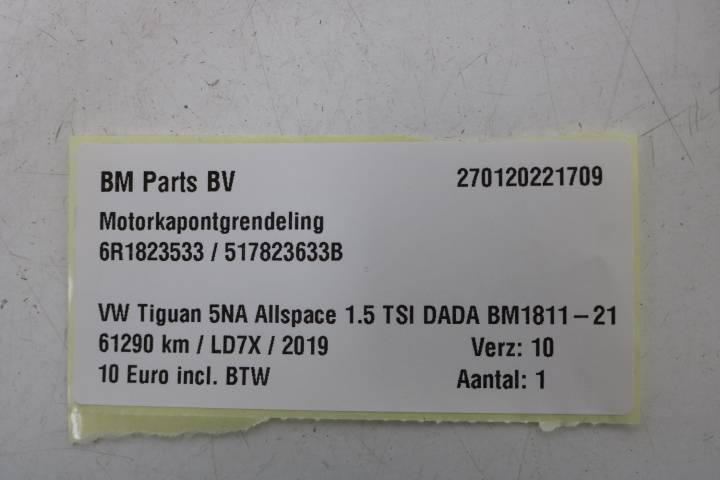 BM Parts BV 270120221709
Motorkapontgrendeling
6R1823533 / 517823633B
VW Tiguan 5NA Allspace 1.5 TSI DADA BM1811-21
61290 km / LD7X / 2019 Verz: 10
10 Euro incl. BTW Aantal: 1